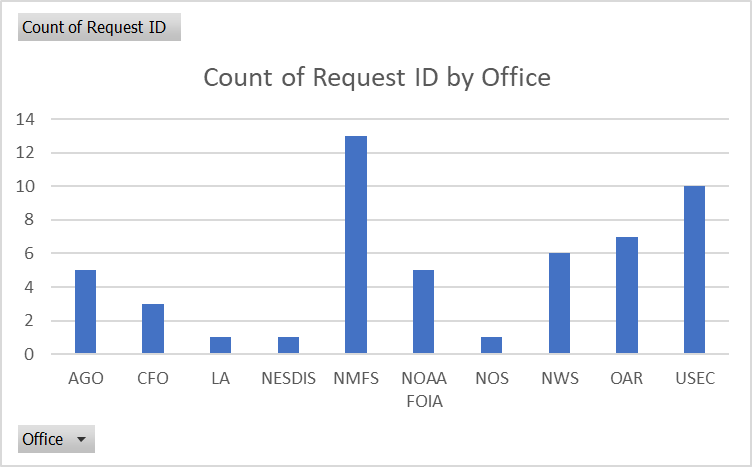 Count of Request ID
Count of Request ID by Office
14
12
10
8
6
4
2
0
AGO CFO LA NESDIS NMFS NOAA FOIA NOS NWS OAR USEC
Office